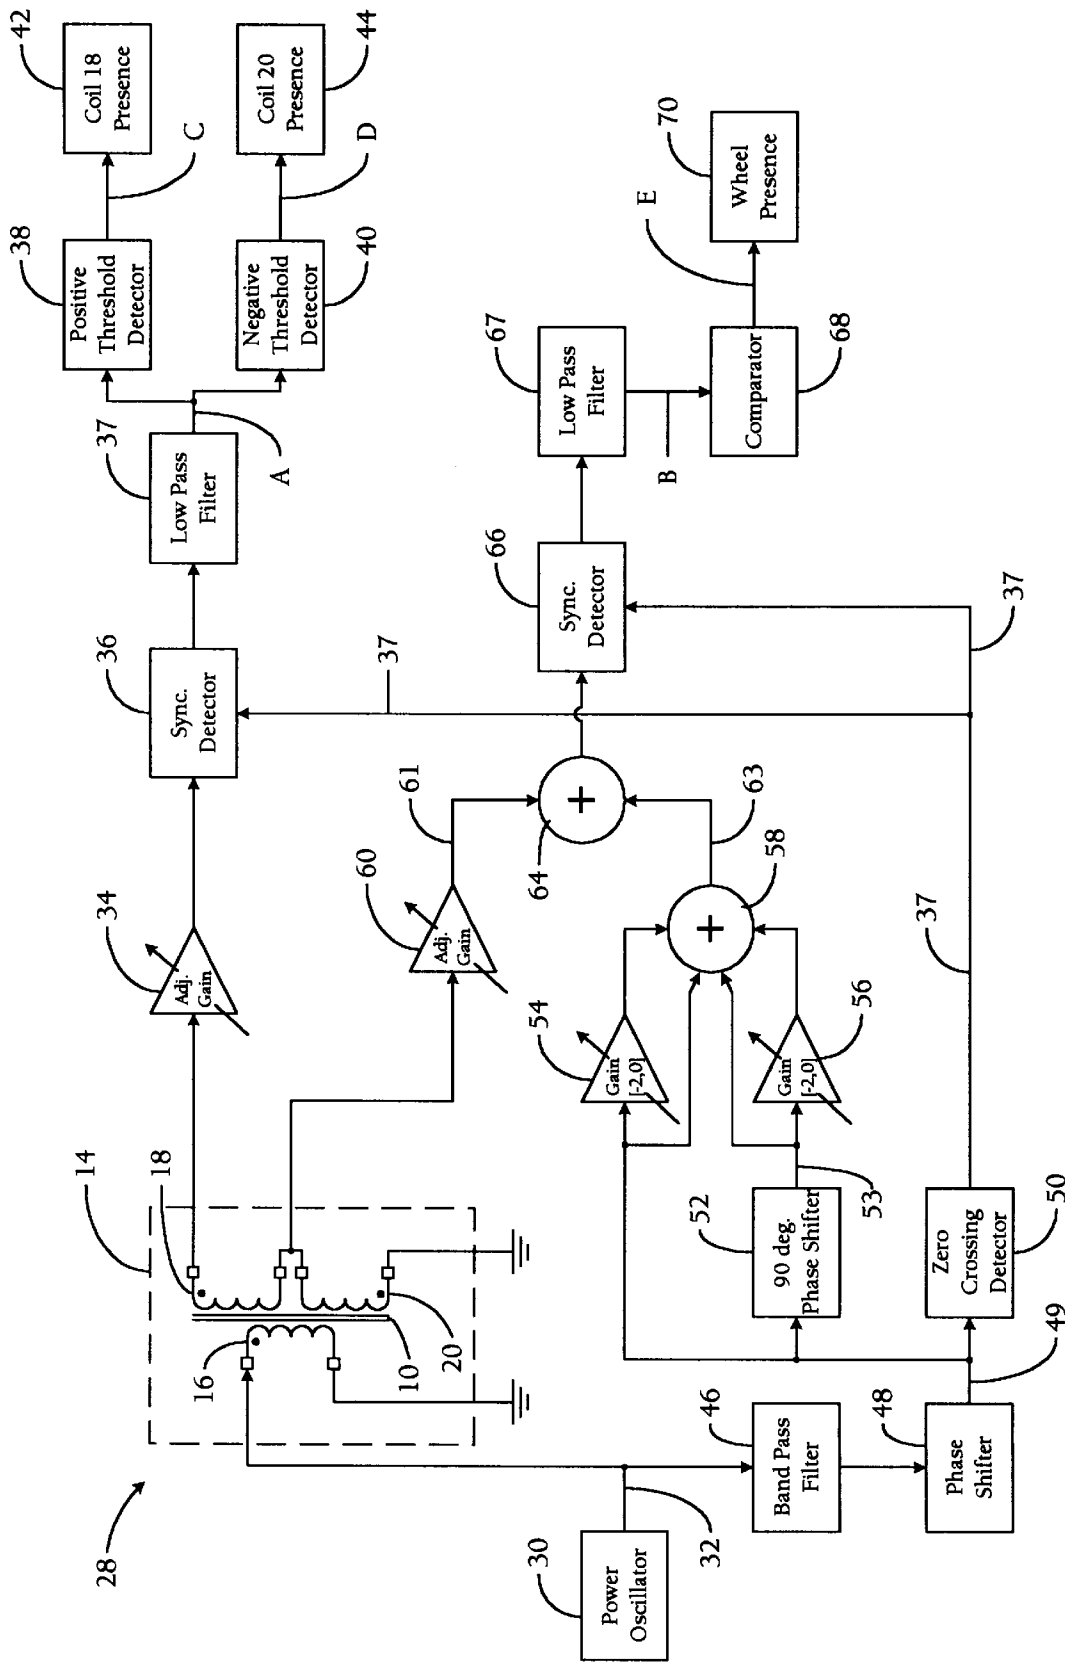 28
14
16
18
10
20
30
Power
Oscillator
32
34
Adj.
Gain
36
Sync.
Detector
37
37
Low Pass
Filter
A
38
Positive
Threshold
Detector
C
42
Coil 18
Presence
40
Negative
Threshold
Detector
D
44
Coil 20
Presence
60
Adj.
Gain
61
64
+
66
Sync.
Detector
67
Low Pass
Filter
B
68
Comparator
E
70
Wheel
Presence
46
Band Pass
Filter
48
Phase
Shifter
49
52
90 deg.
Phase Shifter
53
54
Gain
[-2,0]
56
Gain
[-2,0]
58
+
63
50
Zero
Crossing
Detector
37
37